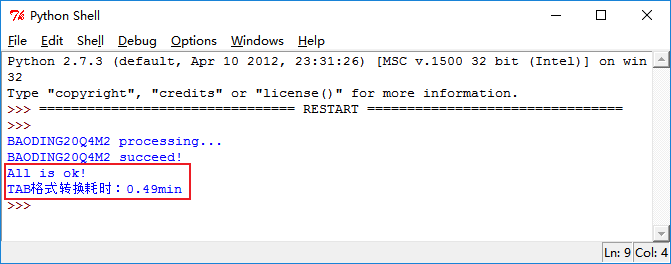 Python Shell
File Edit Shell Debug Options Windows Help
Python 2.7.3 (default, Apr 10 2012, 23:31:26) [MSC v.1500 32 bit (Intel)] on win
32
Type "copyright", "credits" or "license()" for more information.
>>> ================================ RESTART ================================
>>>
BAODING20Q4M2 processing...
BAODING20Q4M2 succeed!
All is ok!
TAB格式转换耗时：0.49min
>>>
Ln: 9 Col: 4